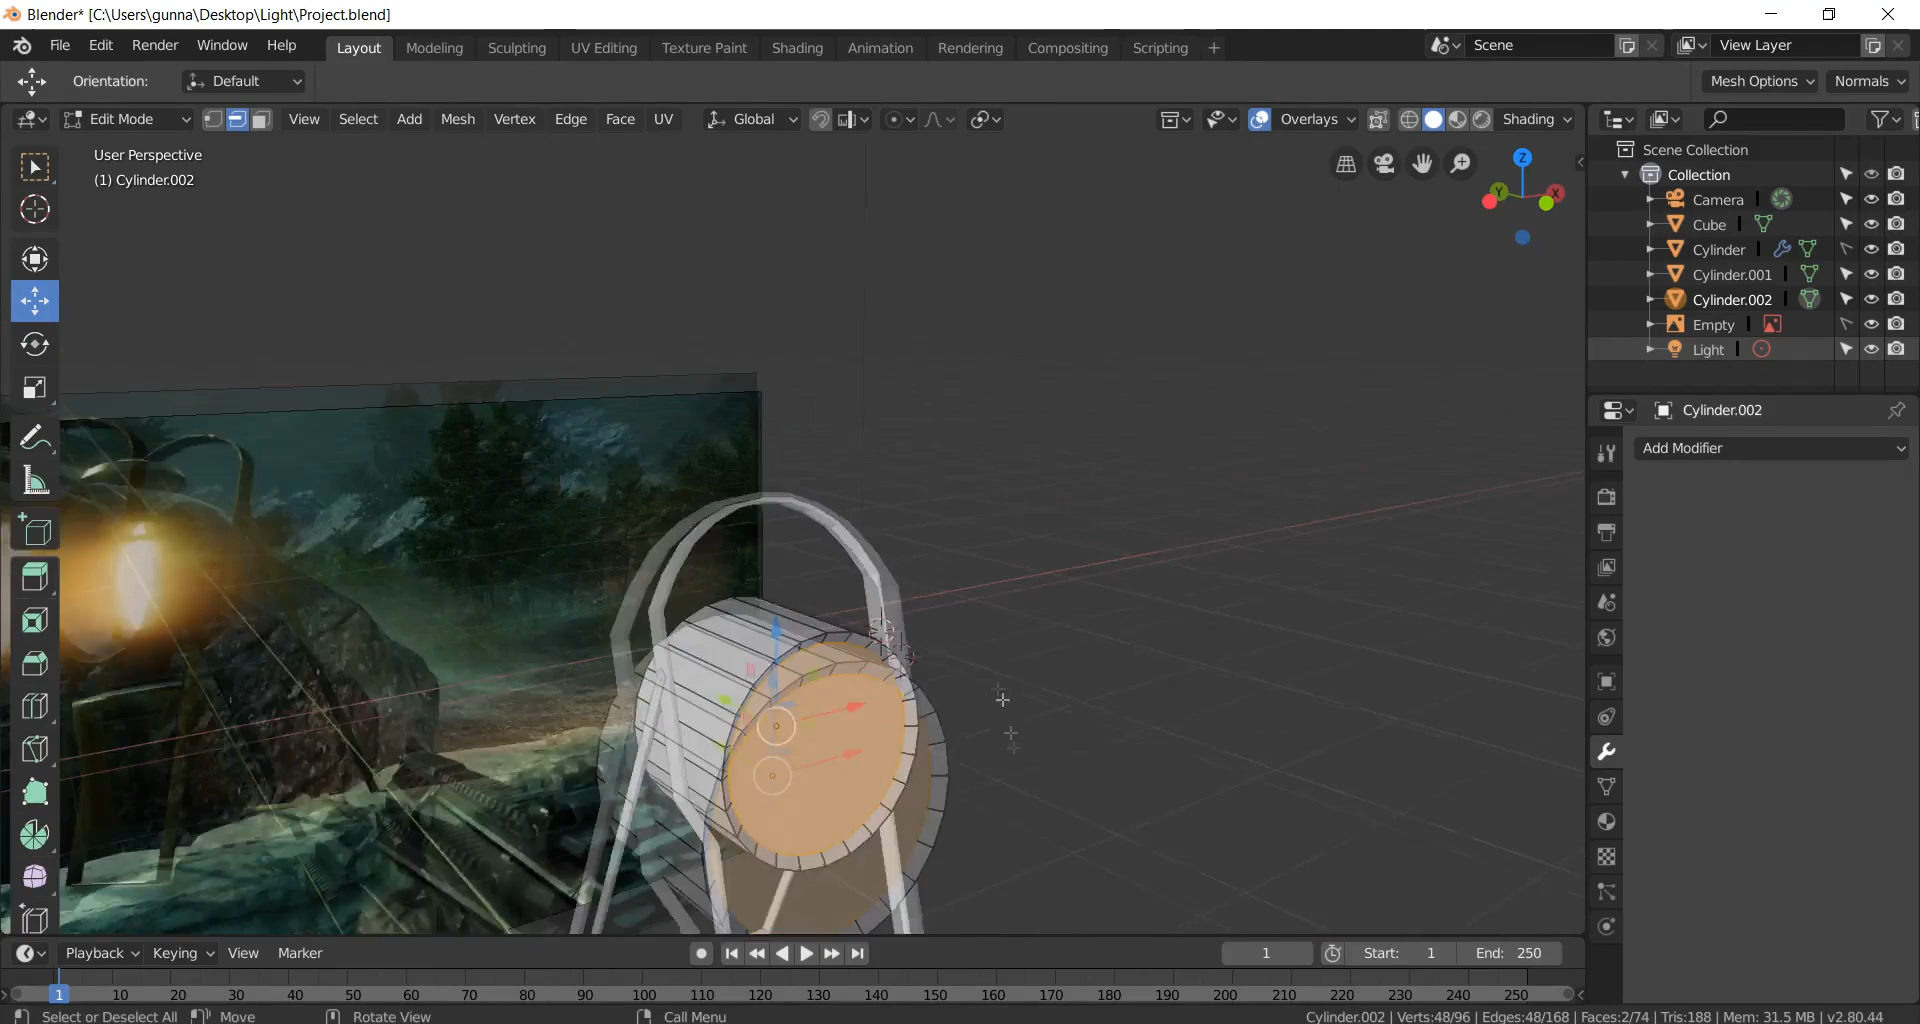 Blender* [C:\Users\gunna\Desktop\Light\Project.blend]
File Edit Render Window Help Layout Modeling Sculpting UV Editing Texture Paint Shading Animation Rendering Compositing Scripting + Scene View Layer
Orientation: Default Mesh Options Normals
Edit Mode View Select Add Mesh Vertex Edge Face UV Global Overlays Shading
User Perspective
(1) Cylinder.002
Z
Y X
Scene Collection
Collection
Camera
Cube
Cylinder
Cylinder.001
Cylinder.002
Empty
Light
Cylinder.002
Add Modifier
Playback Keying View Marker 1 Start: 1 End: 250
1 10 20 30 40 50 60 70 80 90 100 110 120 130 140 150 160 170 180 190 200 210 220 230 240 250
Select or Deselect All Move Rotate View Call Menu Cylinder.002 | Verts:48/96 | Edges:48/168 | Faces:2/74 | Tris:188 | Mem: 31.5 MB | v2.80.44